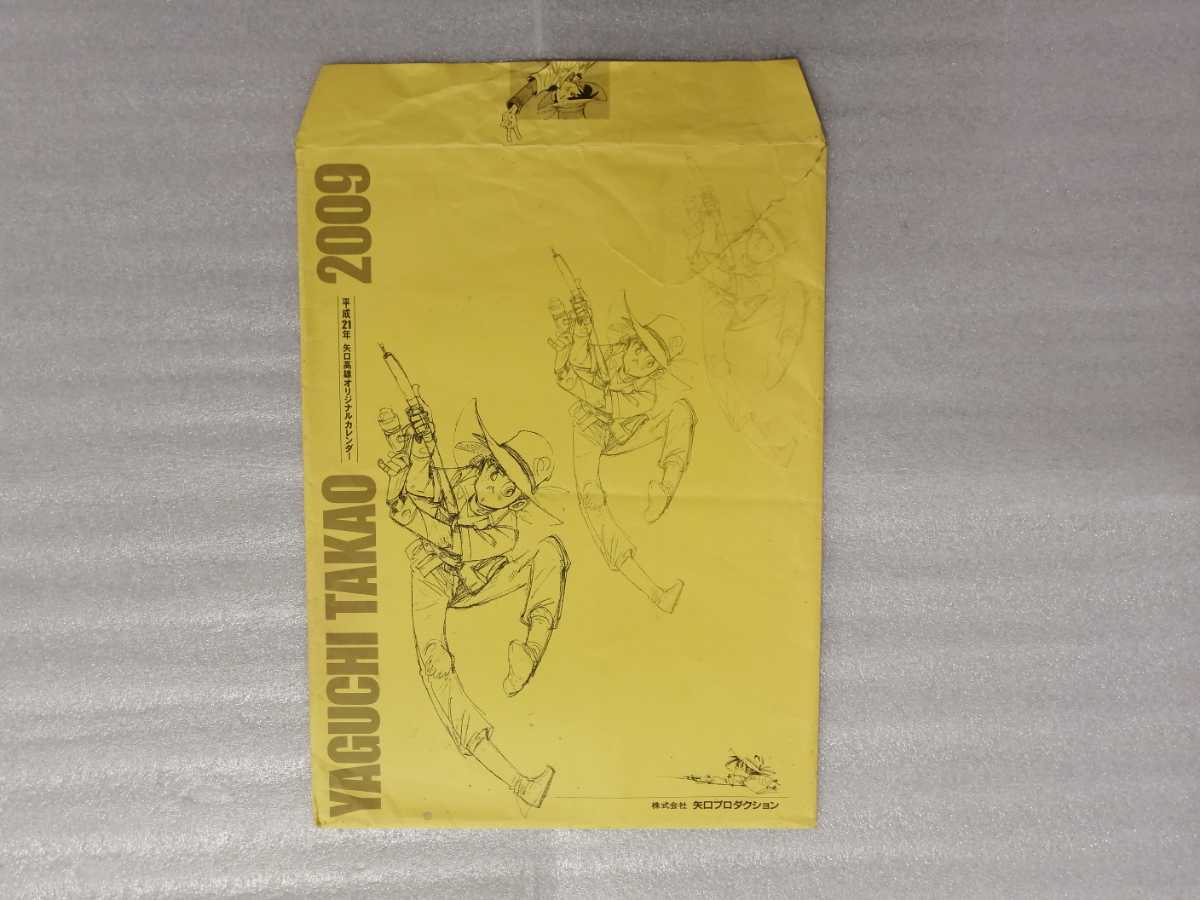 YAGUCHI TAKAO 2009
平成21年 矢口高雄オリジナルカレンダー
株式会社 矢口プロダクション